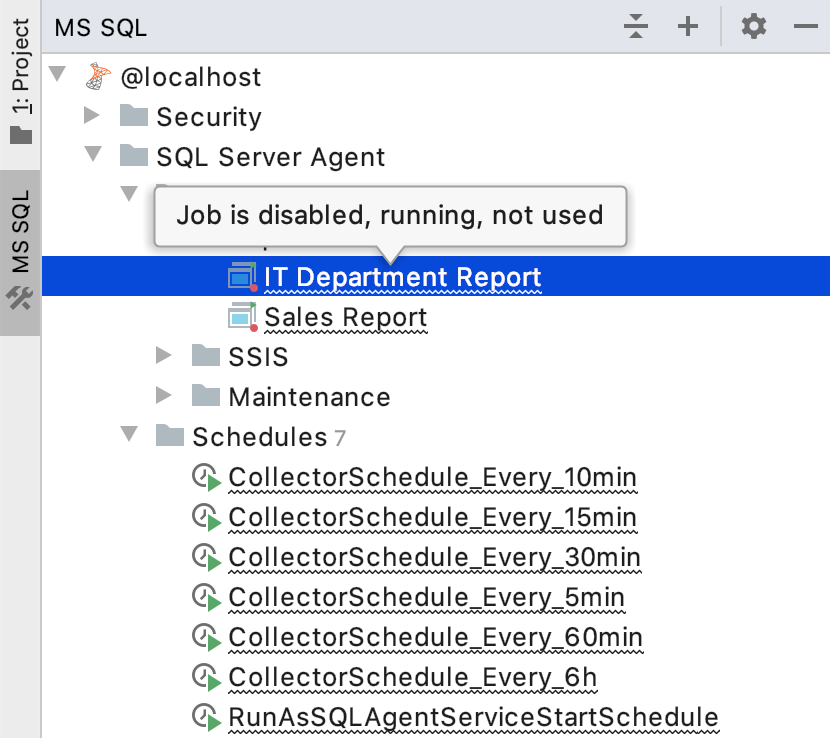 MS SQL
1: Project
MS SQL
@localhost
Security
SQL Server Agent
Job is disabled, running, not used
IT Department Report
Sales Report
SSIS
Maintenance
Schedules 7
CollectorSchedule_Every_10min
CollectorSchedule_Every_15min
CollectorSchedule_Every_30min
CollectorSchedule_Every_5min
CollectorSchedule_Every_60min
CollectorSchedule_Every_6h
RunAsSQLAgentServiceStartSchedule